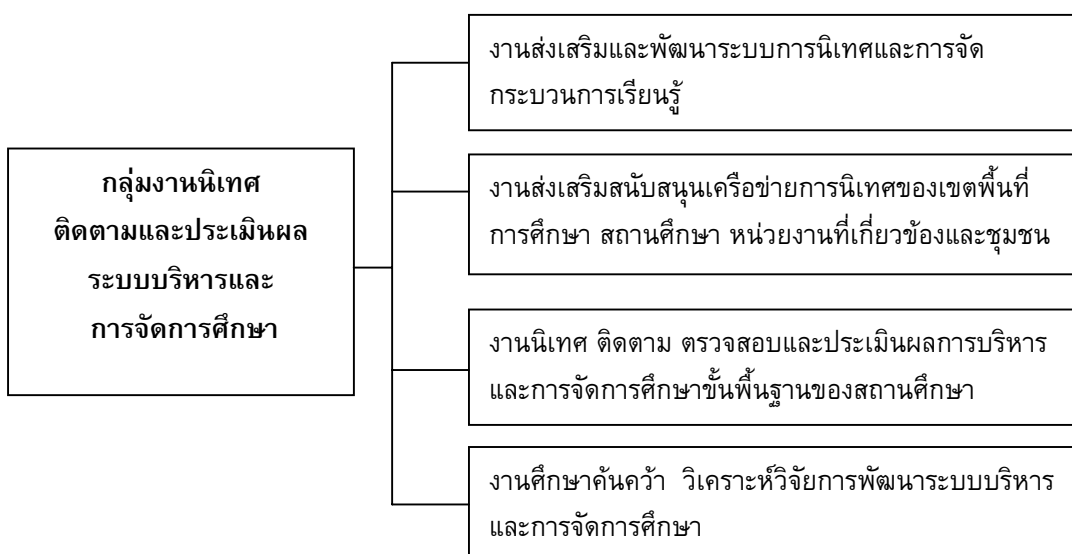 กลุ่มงานนิเทศ
ติดตามและประเมินผล
ระบบบริหารและ
การจัดการศึกษา
งานส่งเสริมและพัฒนาระบบการนิเทศและการจัด
กระบวนการเรียนรู้
งานส่งเสริมสนับสนุนเครือข่ายการนิเทศของเขตพื้นที่
การศึกษา สถานศึกษา หน่วยงานที่เกี่ยวข้องและชุมชน
งานนิเทศ ติดตาม ตรวจสอบและประเมินผลการบริหาร
และการจัดการศึกษาขั้นพื้นฐานของสถานศึกษา
งานศึกษาค้นคว้า วิเคราะห์วิจัยการพัฒนาระบบบริหาร
และการจัดการศึกษา